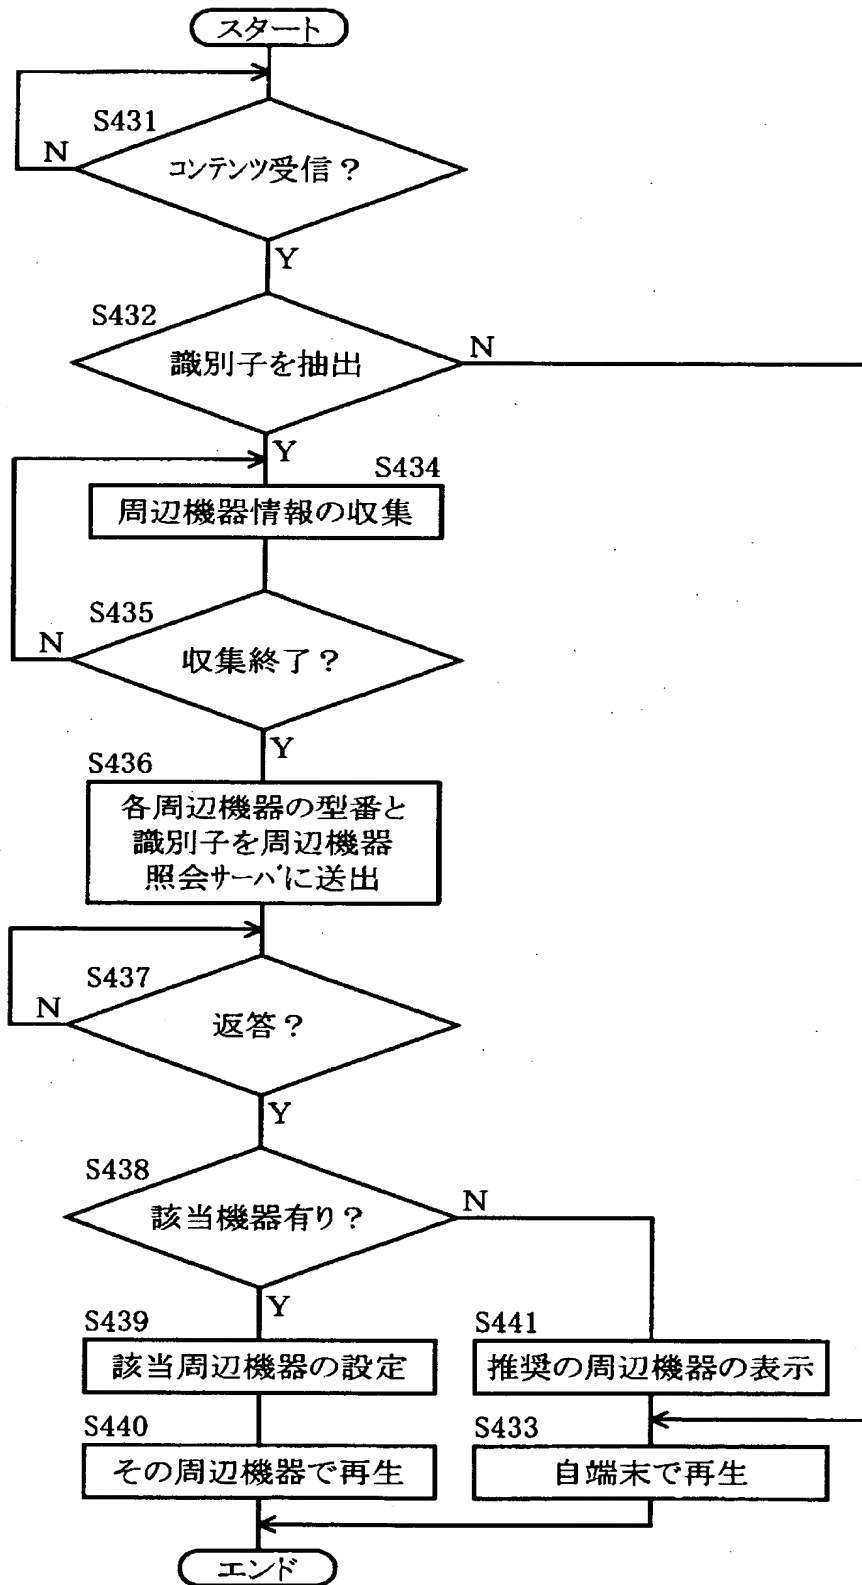 スタート
S431
N
コンテンツ受信？
Y
S432
N
識別子を抽出
Y
S434
周辺機器情報の収集
S435
N
収集終了？
Y
S436
各周辺機器の型番と
識別子を周辺機器
照会サーバに送出
S437
N
返答？
Y
S438
N
該当機器有り？
Y
S439
該当周辺機器の設定
S441
推奨の周辺機器の表示
S440
その周辺機器で再生
S433
自端末で再生
エンド